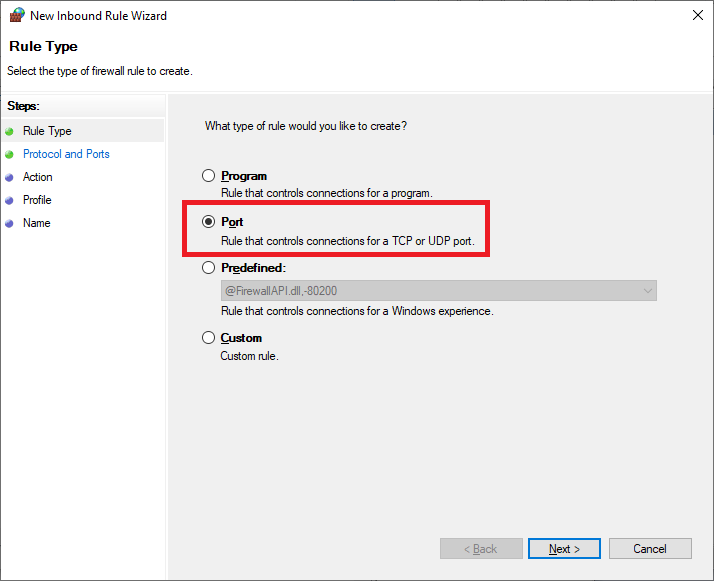 New Inbound Rule Wizard
Rule Type
Select the type of firewall rule to create.
Steps:
Rule Type
Protocol and Ports
Action
Profile
Name
What type of rule would you like to create?
Program
Rule that controls connections for a program.
Port
Rule that controls connections for a TCP or UDP port.
Predefined:
@FirewallAPI.dll,-80200
Rule that controls connections for a Windows experience.
Custom
Custom rule.
< Back
Next >
Cancel